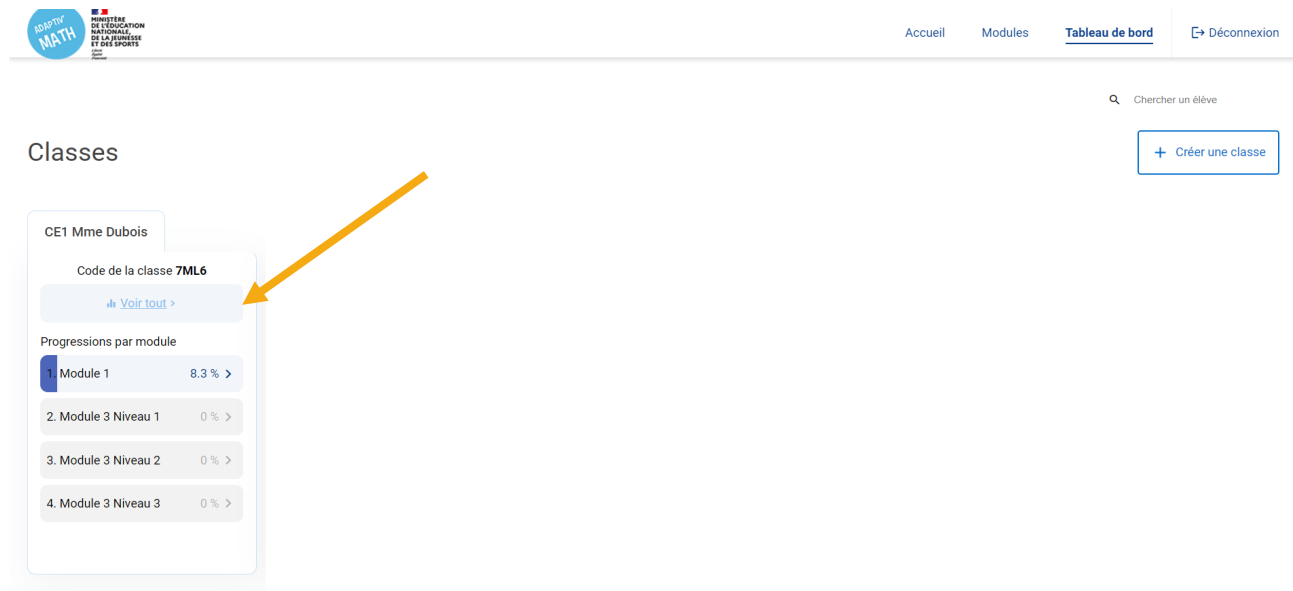 ADAPTIV'
MATH
MINISTÈRE
DE L'ÉDUCATION
NATIONALE,
DE LA JEUNESSE
ET DES SPORTS
Liberté
Égalité
Fraternité
Accueil
Modules
Tableau de bord
Déconnexion
Chercher un élève
Classes
+ Créer une classe
CE1 Mme Dubois
Code de la classe 7ML6
Voir tout >
Progressions par module
1. Module 1 8.3 % >
2. Module 3 Niveau 1 0 % >
3. Module 3 Niveau 2 0 % >
4. Module 3 Niveau 3 0 % >